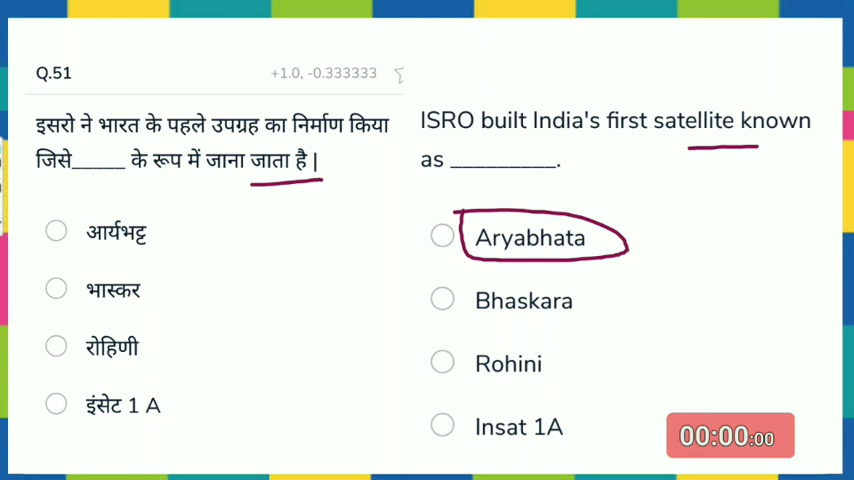 Q.51
+1.0, -0.333333
इसरो ने भारत के पहले उपग्रह का निर्माण किया
जिसे_____ के रूप में जाना जाता है |
आर्यभट्ट
भास्कर
रोहिणी
इंसेट 1 A
ISRO built India's first satellite known
as _________.
Aryabhata
Bhaskara
Rohini
Insat 1A
00:00:00